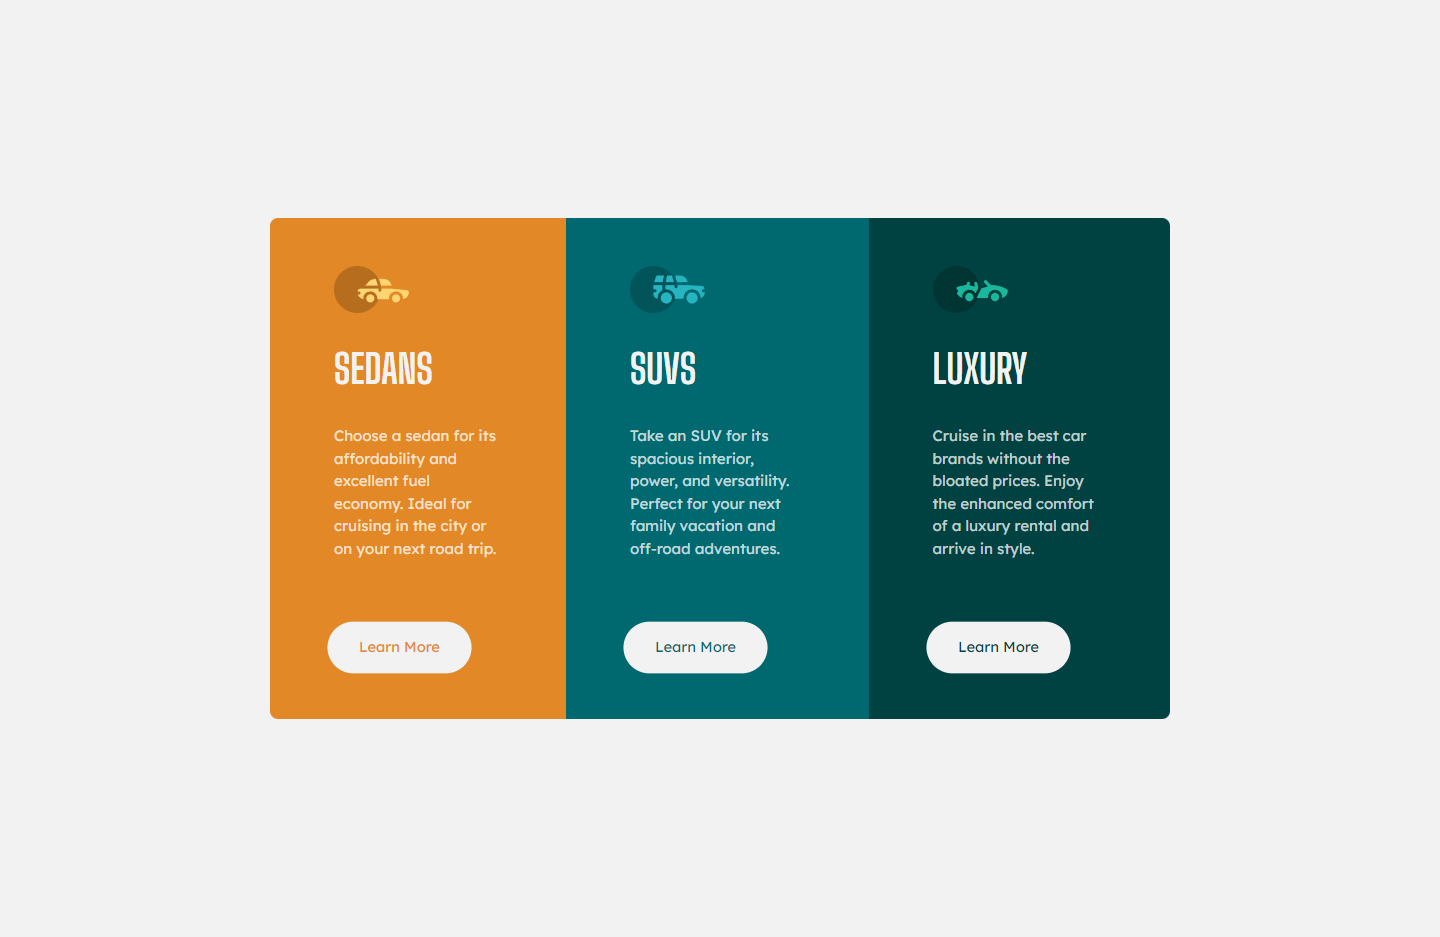 SEDANS
Choose a sedan for its
affordability and
excellent fuel
economy. Ideal for
cruising in the city or
on your next road trip.
Learn More
SUVS
Take an SUV for its
spacious interior,
power, and versatility.
Perfect for your next
family vacation and
off-road adventures.
Learn More
LUXURY
Cruise in the best car
brands without the
bloated prices. Enjoy
the enhanced comfort
of a luxury rental and
arrive in style.
Learn More